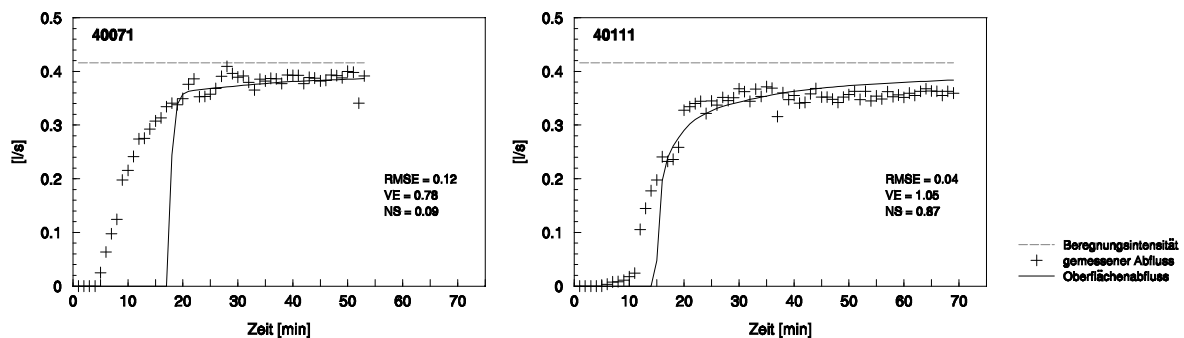 40071
[l/s]
0.5
0.4
0.3
0.2
0.1
0
RMSE = 0.12
VE = 0.78
NS = 0.09
0 10 20 30 40 50 60 70
Zeit [min]
40111
[l/s]
0.5
0.4
0.3
0.2
0.1
0
RMSE = 0.04
VE = 1.05
NS = 0.87
0 10 20 30 40 50 60 70
Zeit [min]
Beregnungsintensität
gemessener Abfluss
Oberflächenabfluss